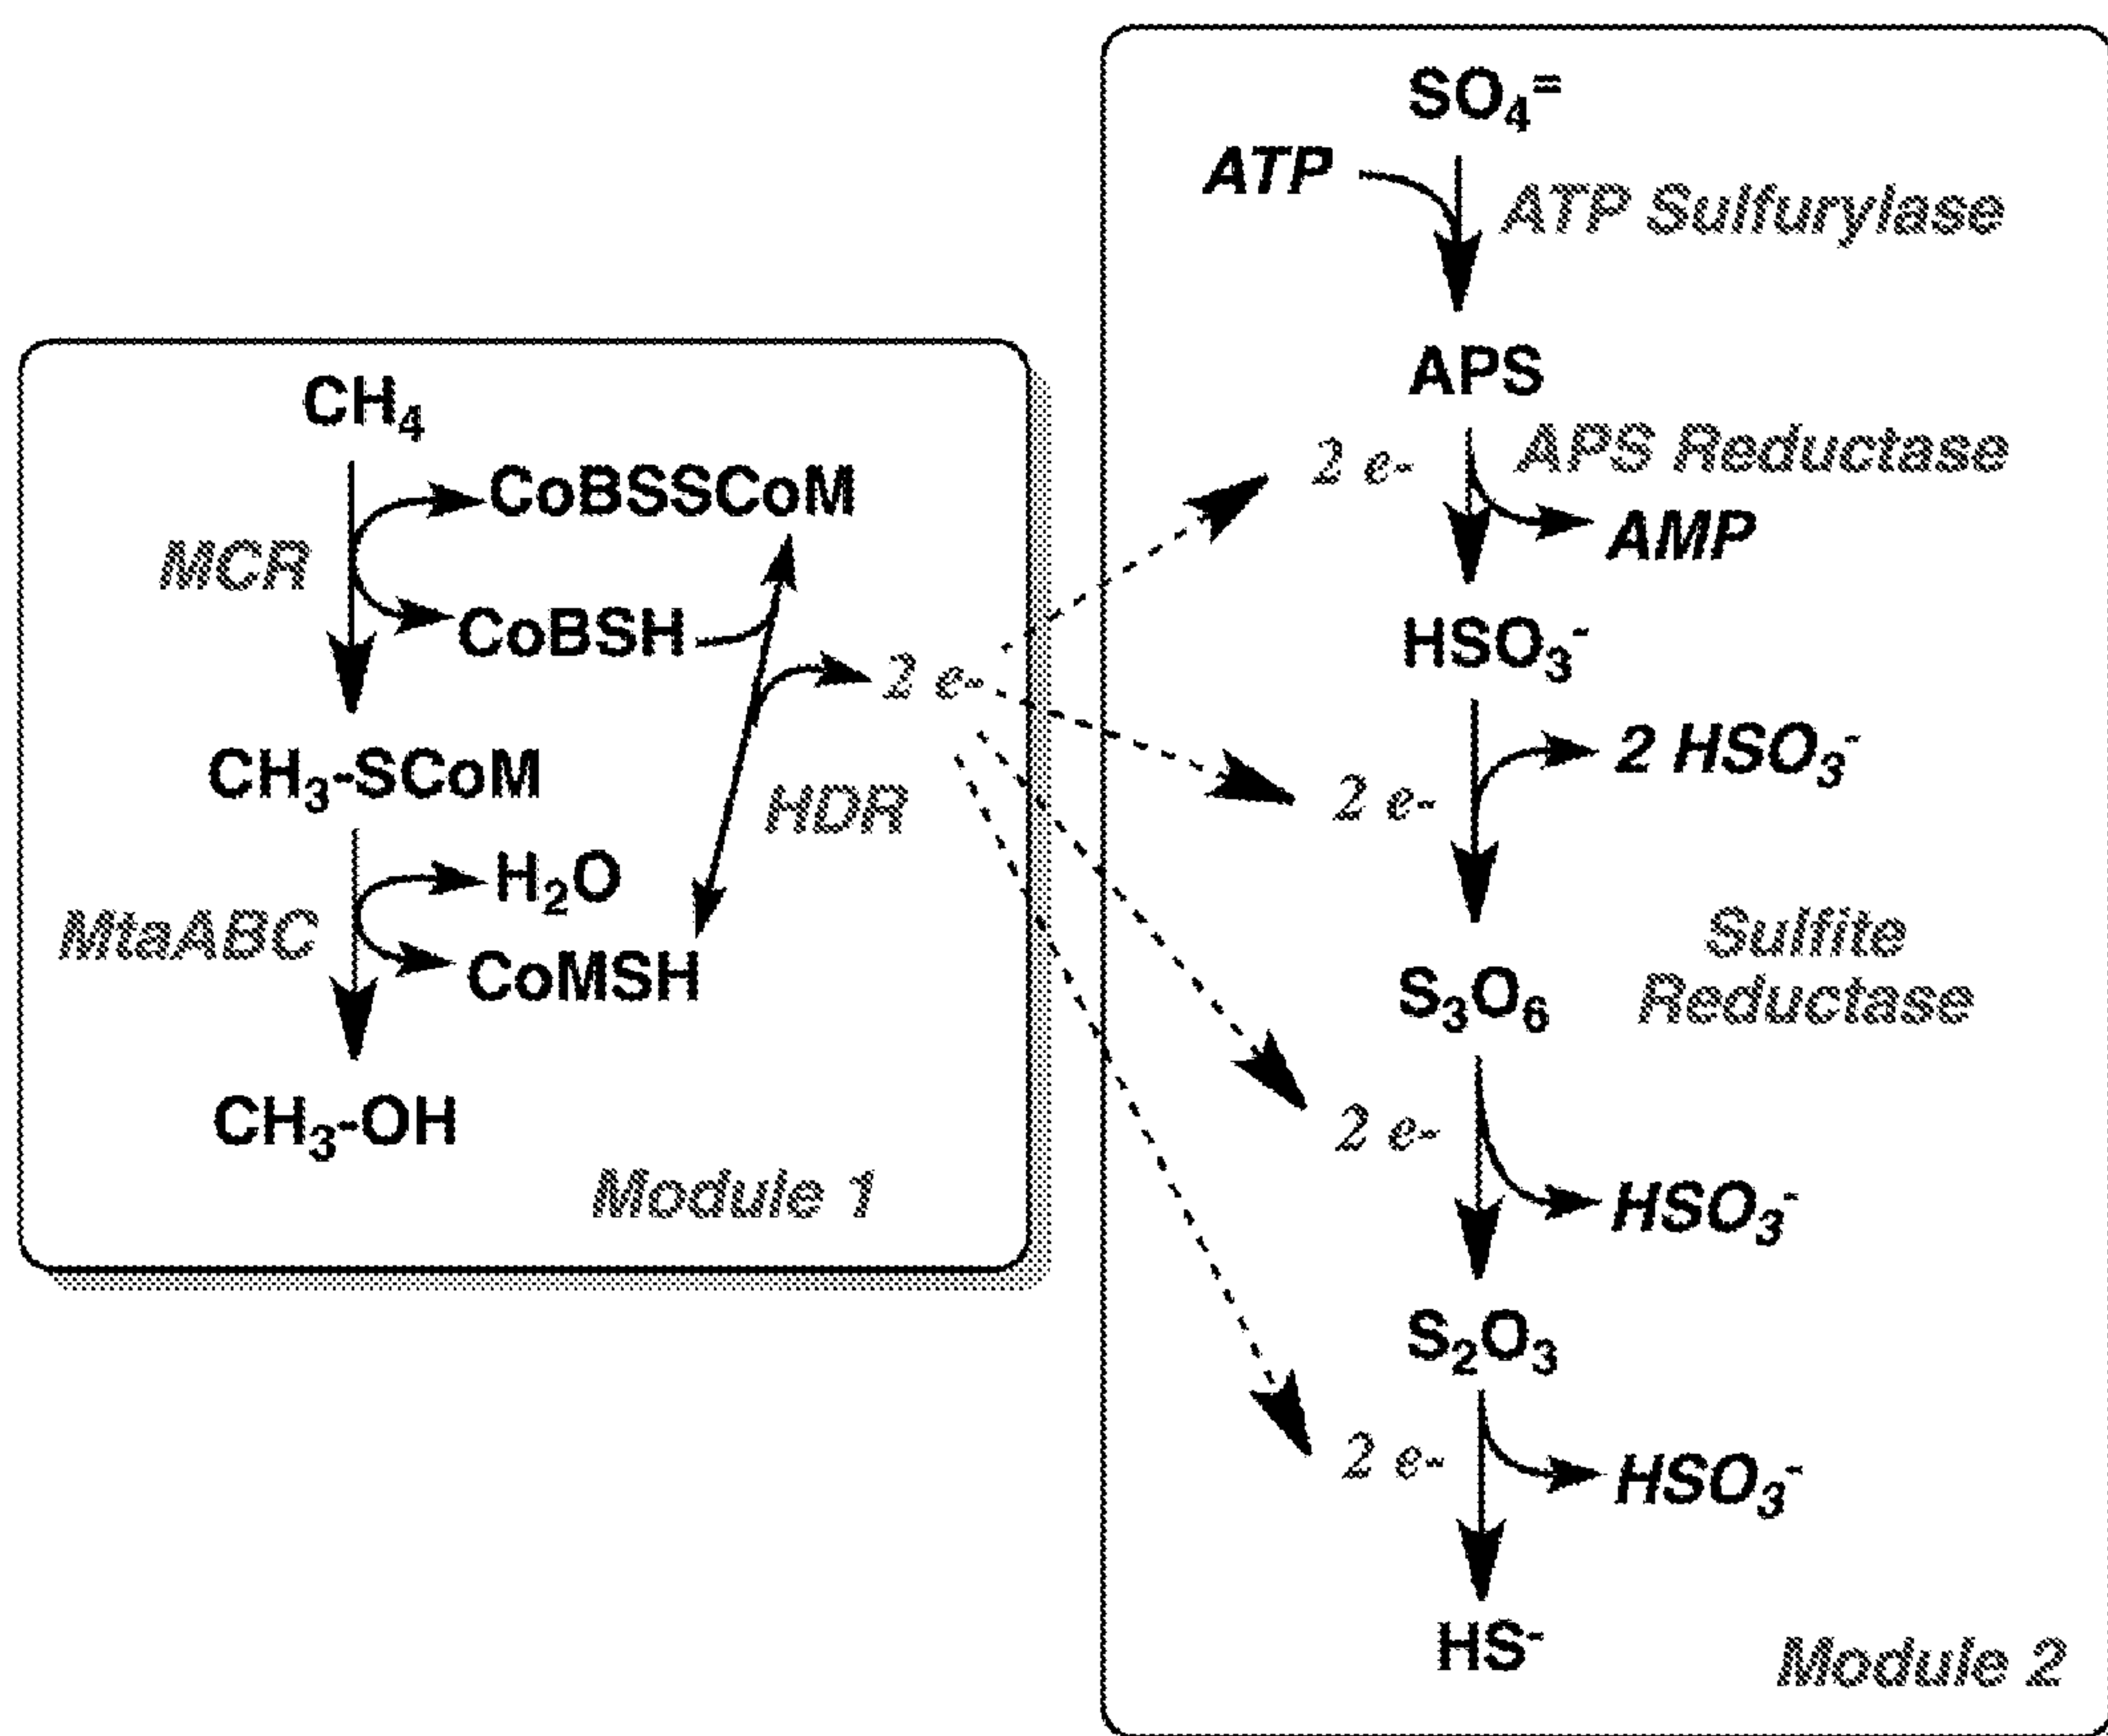 CH₄
CoBSSCoM
MCR
CoBSH
2 e-
CH₃-SCoM
HDR
H₂O
MtaABC
CoMSH
CH₃-OH
Module 1
SO₄⁼
ATP
ATP Sulfurylase
APS
2 e-
APS Reductase
AMP
HSO₃⁻
2 HSO₃⁻
2 e-
Sulfite
S₃O₆
Reductase
2 e-
HSO₃⁻
S₂O₃
2 e-
HSO₃⁻
HS⁻
Module 2